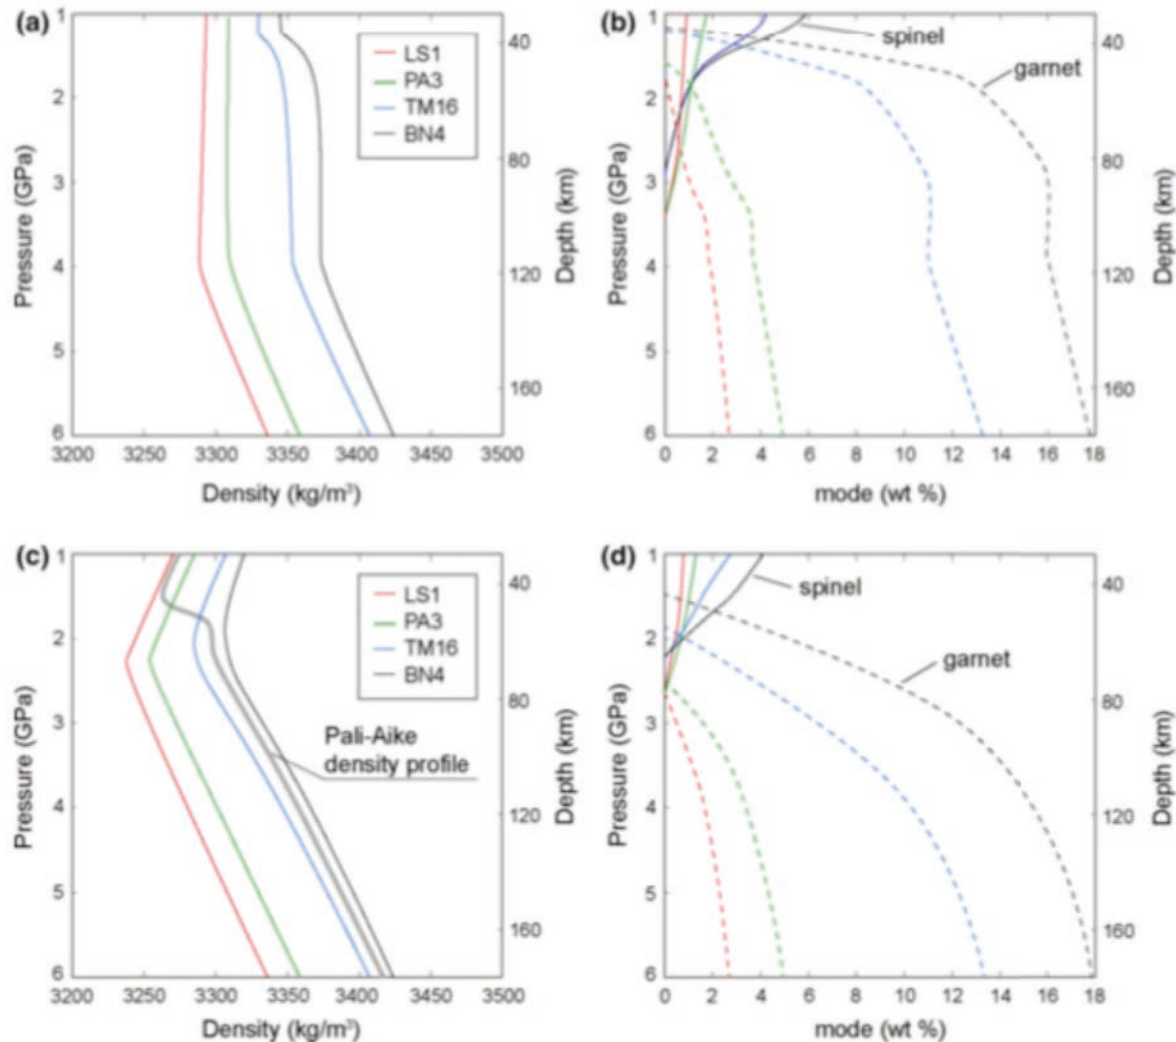 (a)
1
2
3
4
5
6
Pressure (GPa)
3200 3250 3300 3350 3400 3450 3500
Density (kg/m³)
40
80
120
160
Depth (km)
LS1
PA3
TM16
BN4
(b)
1
2
3
4
5
6
Pressure (GPa)
0 2 4 6 8 10 12 14 16 18
mode (wt %)
40
80
120
160
Depth (km)
spinel
garnet
(c)
1
2
3
4
5
6
Pressure (GPa)
3200 3250 3300 3350 3400 3450 3500
Density (kg/m³)
40
80
120
160
Depth (km)
LS1
PA3
TM16
BN4
Pali-Aike
density profile
(d)
1
2
3
4
5
6
Pressure (GPa)
0 2 4 6 8 10 12 14 16 18
mode (wt %)
40
80
120
160
Depth (km)
spinel
garnet